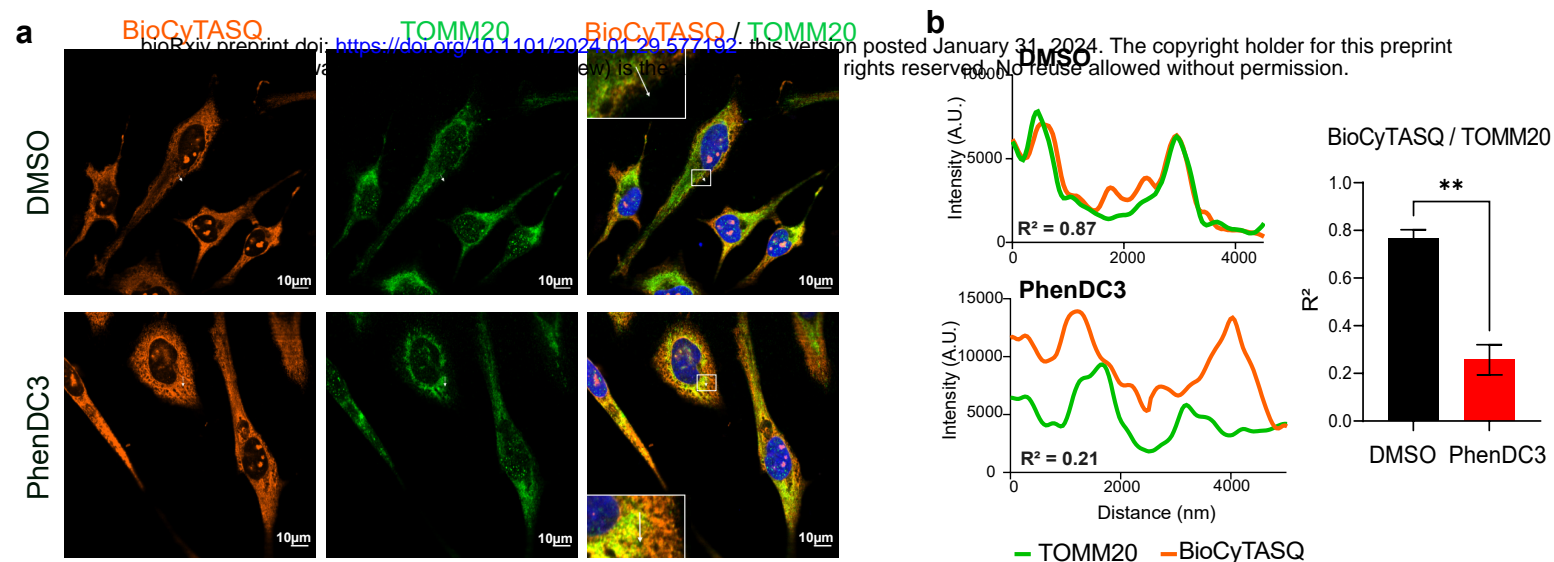 a
BioCyTASQ
TOMM20
BioCyTASQ / TOMM20
b
bioRxiv preprint doi: https://doi.org/10.1101/2024.01.29.577192; this version posted January 31, 2024. The copyright holder for this preprint
rights reserved. No reuse allowed without permission.
DMSO
10µm
10µm
10µm
PhenDC3
10µm
10µm
10µm
DMSO
Intensity (A.U.)
10000
5000
0
R² = 0.87
0
2000
4000
PhenDC3
Intensity (A.U.)
15000
10000
5000
0
R² = 0.21
0
2000
4000
Distance (nm)
TOMM20
BioCyTASQ
BioCyTASQ / TOMM20
**
R²
1.0
0.8
0.6
0.4
0.2
0.0
DMSO
PhenDC3